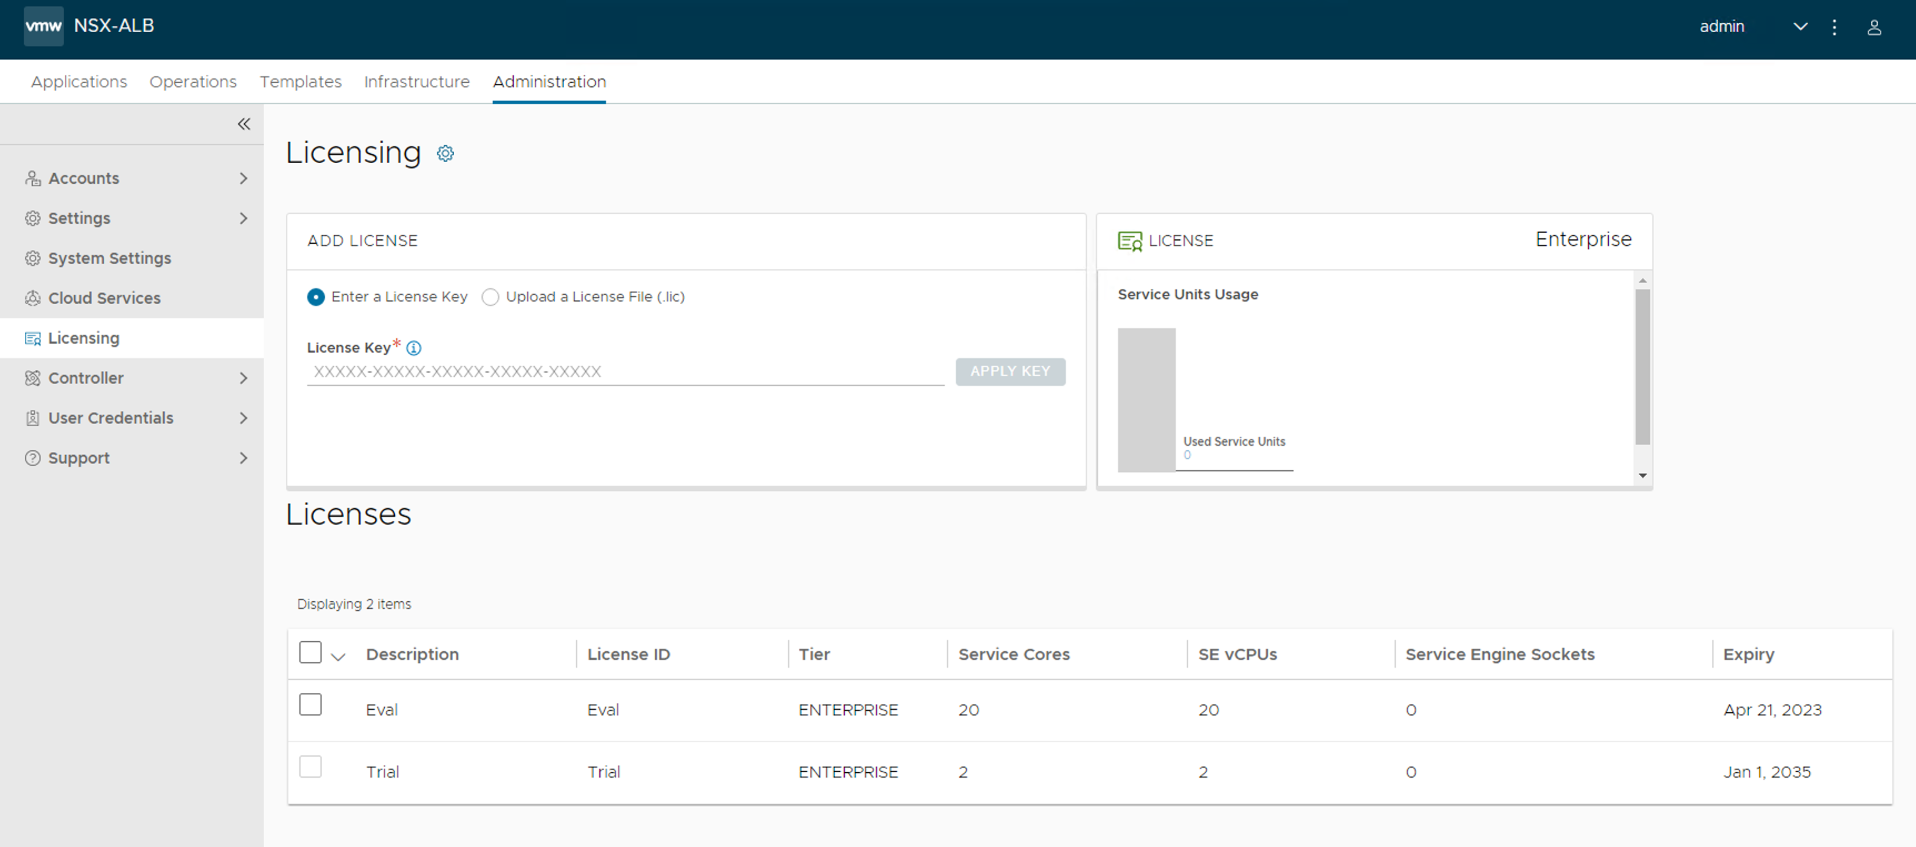 vmw NSX-ALB admin
Applications Operations Templates Infrastructure Administration
Accounts
Settings
System Settings
Cloud Services
Licensing
Controller
User Credentials
Support
Licensing
ADD LICENSE
Enter a License Key Upload a License File (.lic)
License Key*
XXXXX-XXXXX-XXXXX-XXXXX-XXXXX APPLY KEY
LICENSE Enterprise
Service Units Usage
Used Service Units
0
Licenses
Displaying 2 items
Description License ID Tier Service Cores SE vCPUs Service Engine Sockets Expiry
Eval Eval ENTERPRISE 20 20 0 Apr 21, 2023
Trial Trial ENTERPRISE 2 2 0 Jan 1, 2035